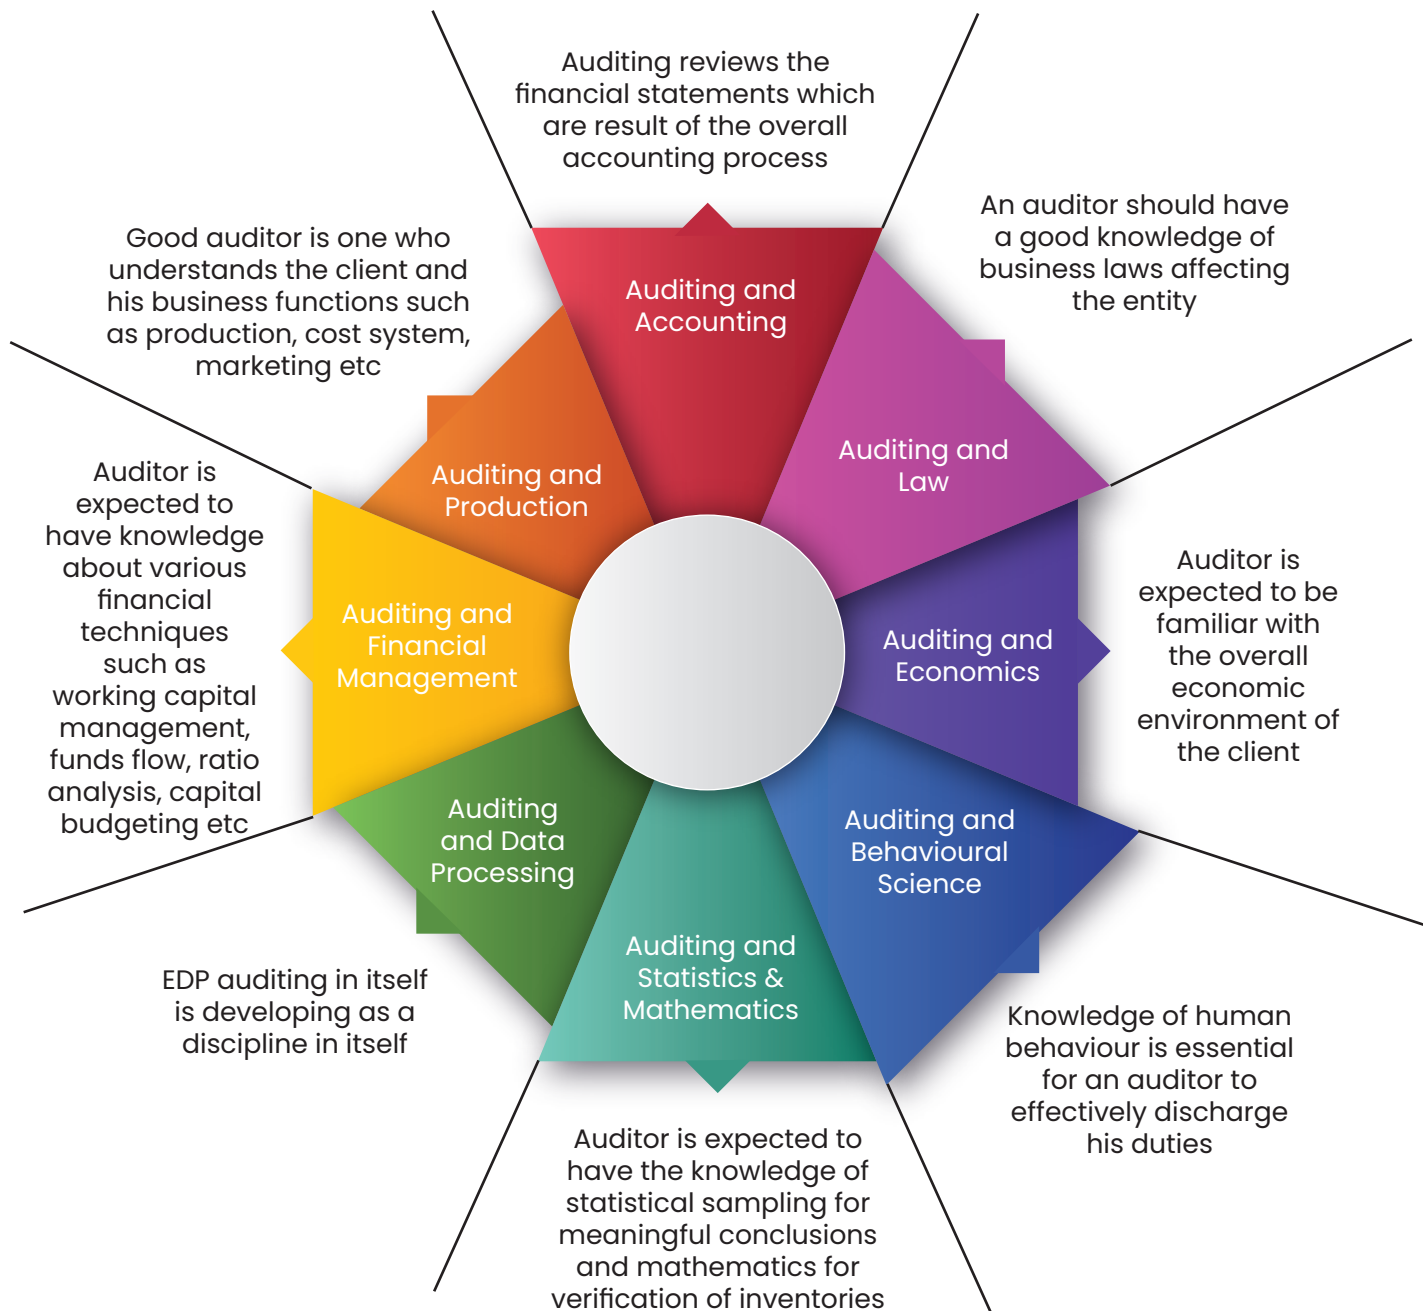 Auditing reviews the
financial statements which
are result of the overall
accounting process
Auditing and
Accounting
An auditor should have
a good knowledge of
business laws affecting
the entity
Auditing and
Law
Auditor is
expected to be
familiar with
the overall
economic
environment of
the client
Auditing and
Economics
Knowledge of human
behaviour is essential
for an auditor to
effectively discharge
his duties
Auditing and
Behavioural
Science
Auditor is expected to
have the knowledge of
statistical sampling for
meaningful conclusions
and mathematics for
verification of inventories
Auditing and
Statistics &
Mathematics
EDP auditing in itself
is developing as a
discipline in itself
Auditing
and Data
Processing
Auditor is
expected to
have knowledge
about various
financial
techniques
such as
working capital
management,
funds flow, ratio
analysis, capital
budgeting etc
Auditing and
Financial
Management
Good auditor is one who
understands the client and
his business functions such
as production, cost system,
marketing etc
Auditing and
Production